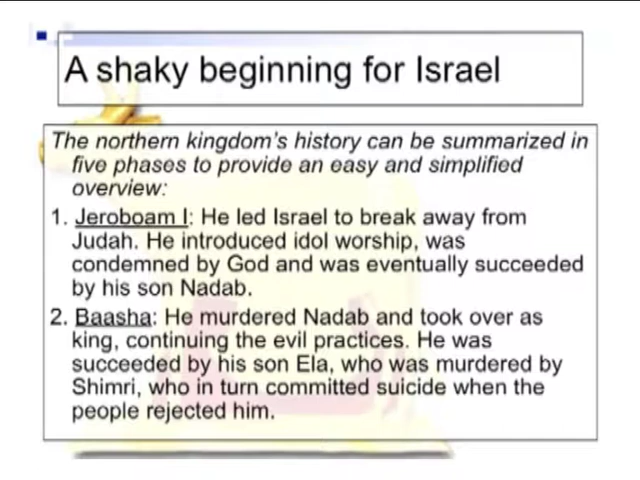 A shaky beginning for Israel
The northern kingdom's history can be summarized in
five phases to provide an easy and simplified
overview:
1. Jeroboam I: He led Israel to break away from
Judah. He introduced idol worship, was
condemned by God and was eventually succeeded
by his son Nadab.
2. Baasha: He murdered Nadab and took over as
king, continuing the evil practices. He was
succeeded by his son Ela, who was murdered by
Shimri, who in turn committed suicide when the
people rejected him.